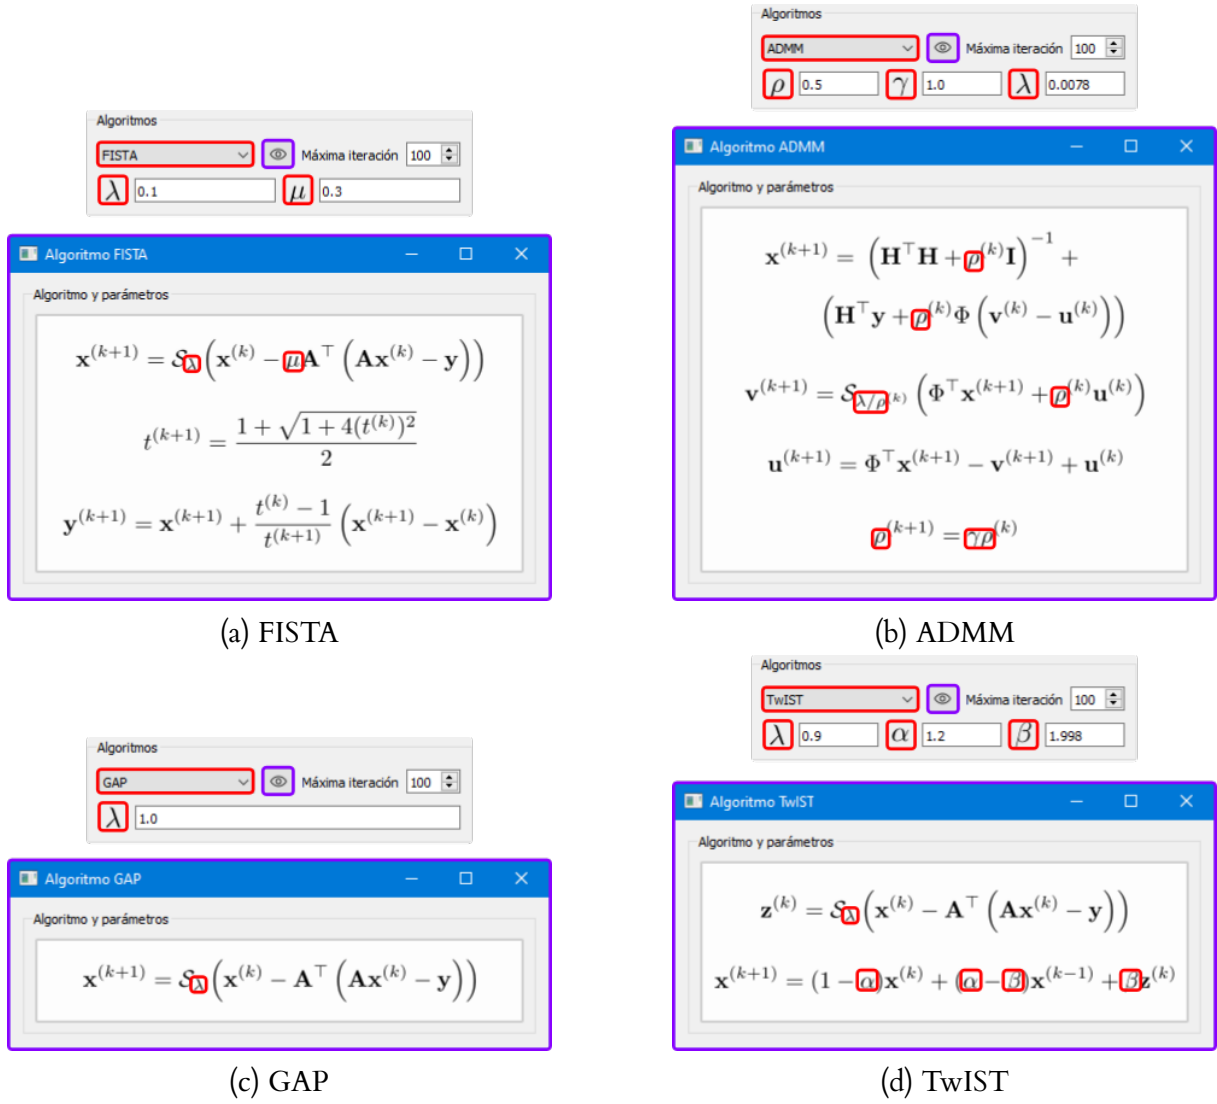 Algoritmos
FISTA Máxima iteración 100
λ 0.1 μ 0.3
Algoritmo FISTA
Algoritmo y parámetros
x^(k+1) = S_λ (x^(k) − μA^⊤ (Ax^(k) − y))
t^(k+1) = (1 + √(1 + 4(t^(k))^2)) / 2
y^(k+1) = x^(k+1) + (t^(k) − 1) / t^(k+1) (x^(k+1) − x^(k))
(a) FISTA
Algoritmos
ADMM Máxima iteración 100
ρ 0.5 γ 1.0 λ 0.0078
Algoritmo ADMM
Algoritmo y parámetros
x^(k+1) = (H^⊤H + ρ^(k)I)^−1 +
(H^⊤y + ρ^(k)Φ (v^(k) − u^(k)))
v^(k+1) = S_λ/ρ^(k) (Φ^⊤x^(k+1) + ρ^(k)u^(k))
u^(k+1) = Φ^⊤x^(k+1) − v^(k+1) + u^(k)
ρ^(k+1) = γρ^(k)
(b) ADMM
Algoritmos
GAP Máxima iteración 100
λ 1.0
Algoritmo GAP
Algoritmo y parámetros
x^(k+1) = S_λ (x^(k) − A^⊤ (Ax^(k) − y))
(c) GAP
Algoritmos
TwIST Máxima iteración 100
λ 0.9 α 1.2 β 1.998
Algoritmo TwIST
Algoritmo y parámetros
z^(k) = S_λ (x^(k) − A^⊤ (Ax^(k) − y))
x^(k+1) = (1 − α)x^(k) + (α − β)x^(k−1) + βz^(k)
(d) TwIST